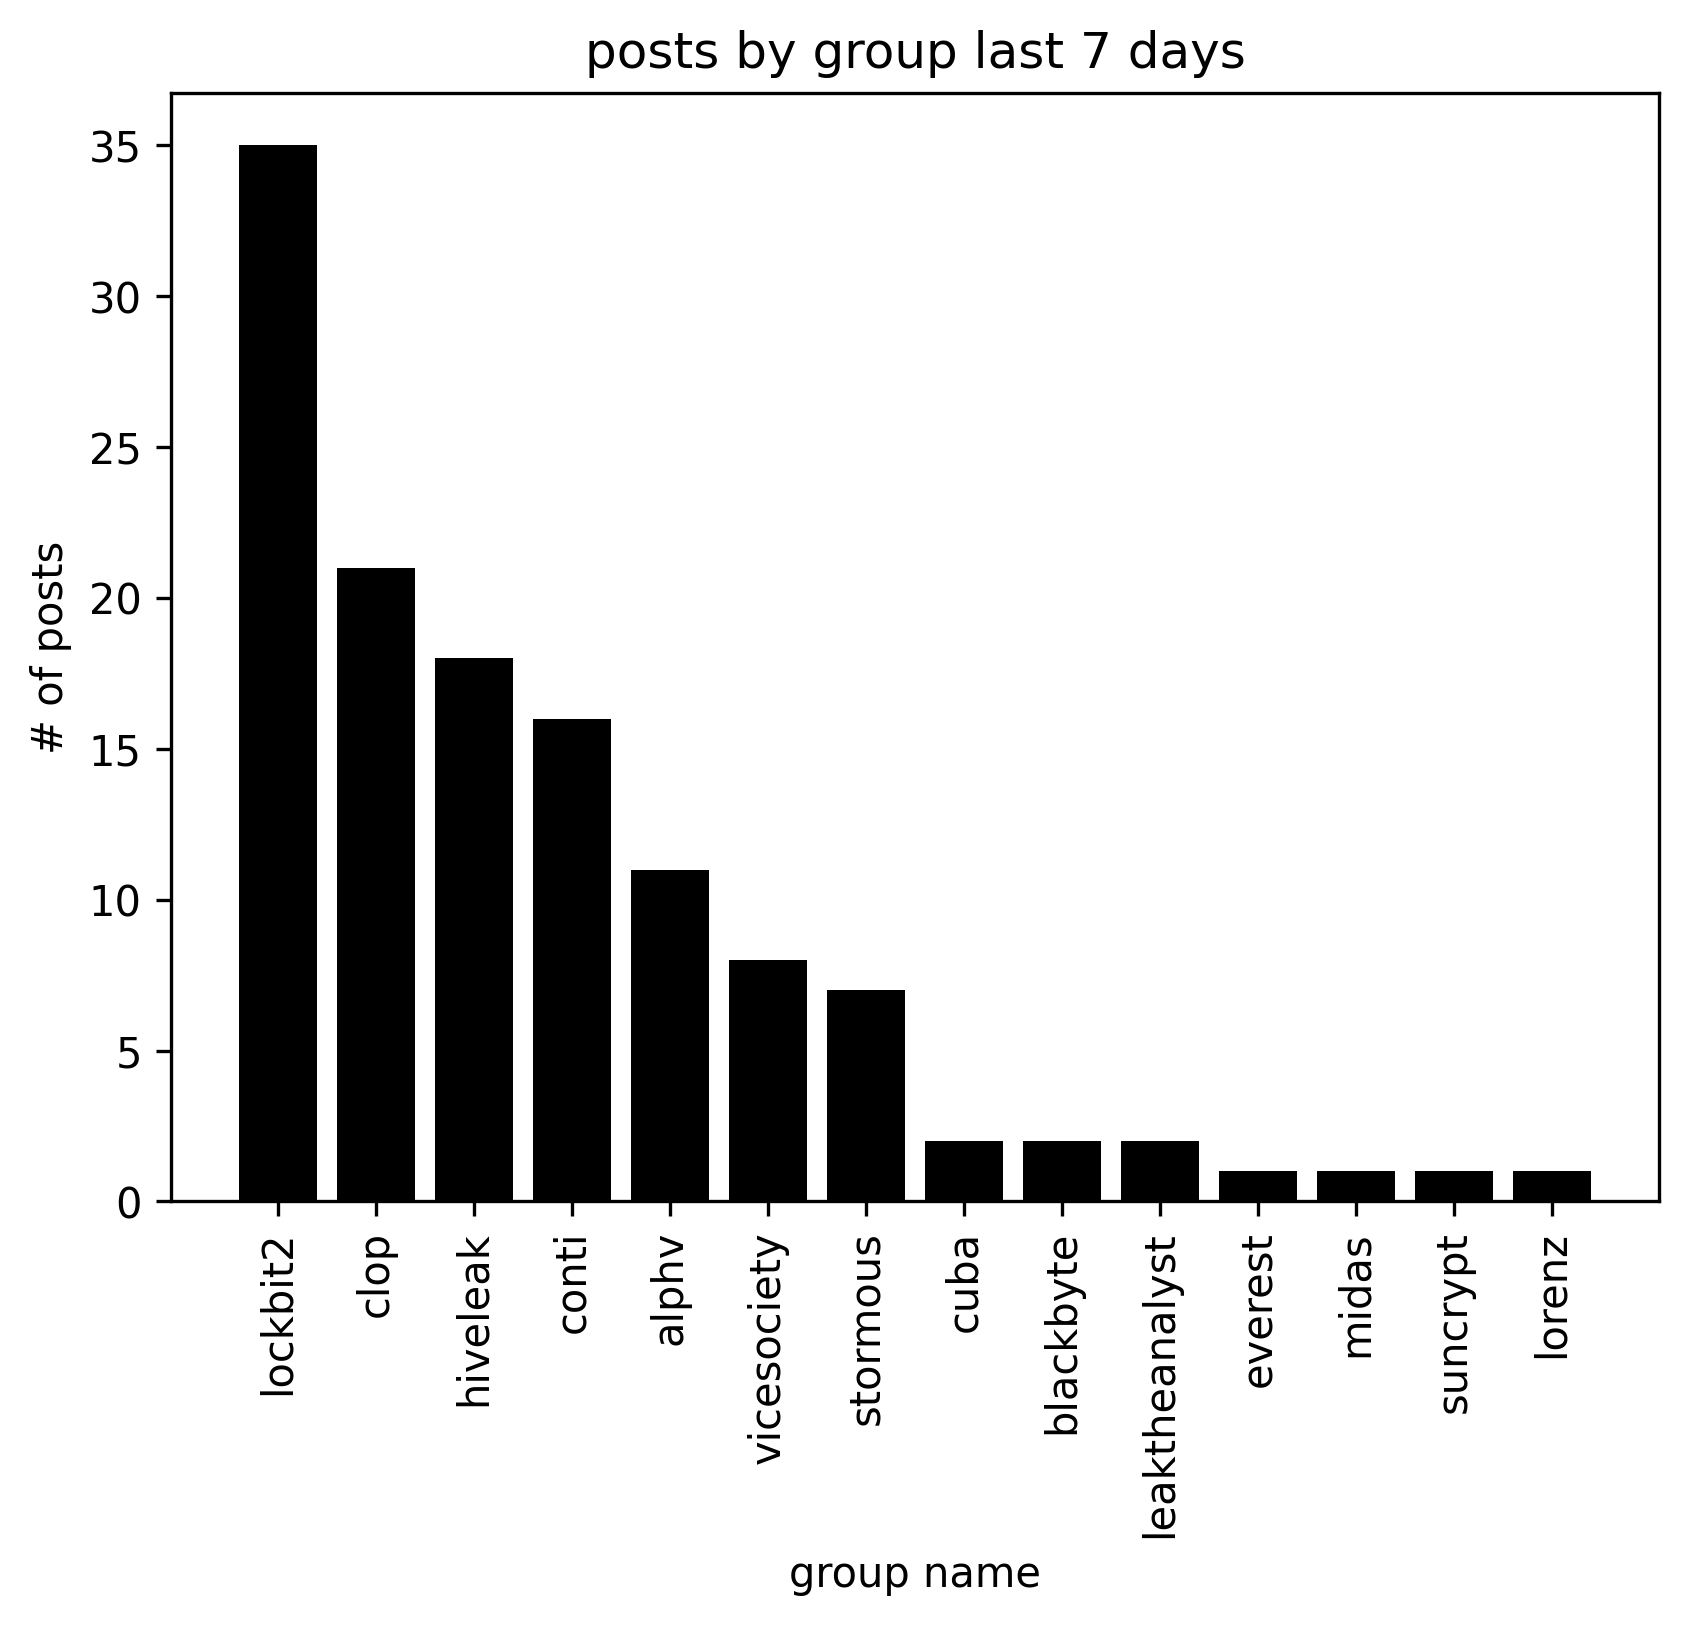 posts by group last 7 days
# of posts
35
30
25
20
15
10
5
0
lockbit2
clop
hiveleak
conti
alphv
vicesociety
stormous
cuba
blackbyte
leaktheanalyst
everest
midas
suncrypt
lorenz
group name